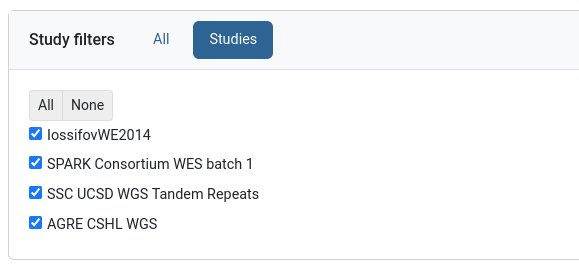 Study filters All Studies
All None
IossifovWE2014
SPARK Consortium WES batch 1
SSC UCSD WGS Tandem Repeats
AGRE CSHL WGS